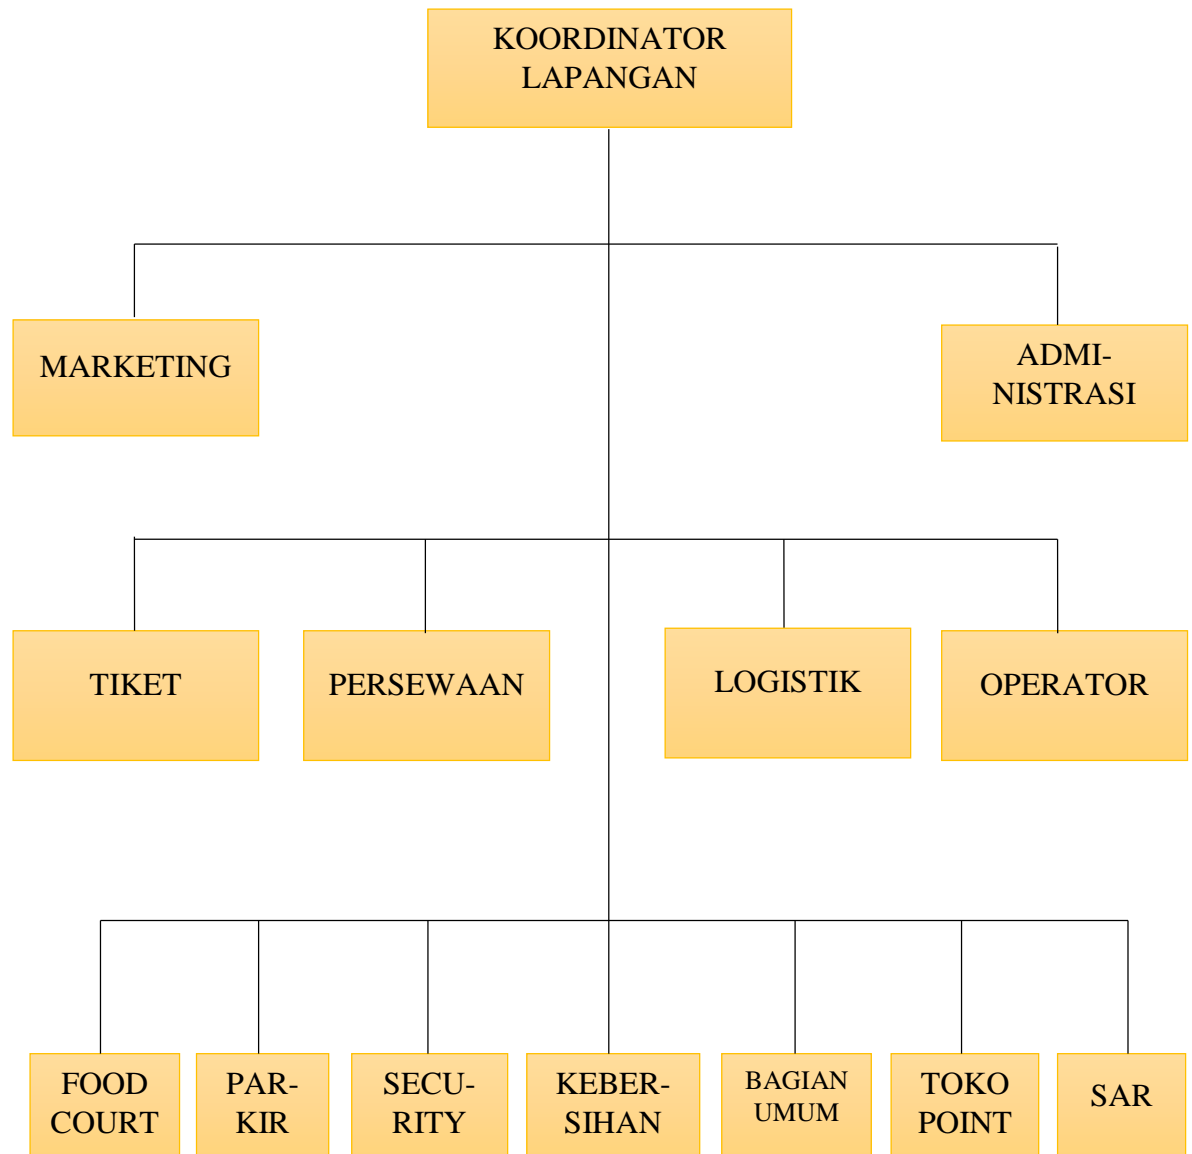 KOORDINATOR
LAPANGAN
MARKETING
ADMI-
NISTRASI
TIKET
PERSEWAAN
LOGISTIK
OPERATOR
FOOD
COURT
PAR-
KIR
SECU-
RITY
KEBER-
SIHAN
BAGIAN
UMUM
TOKO
POINT
SAR